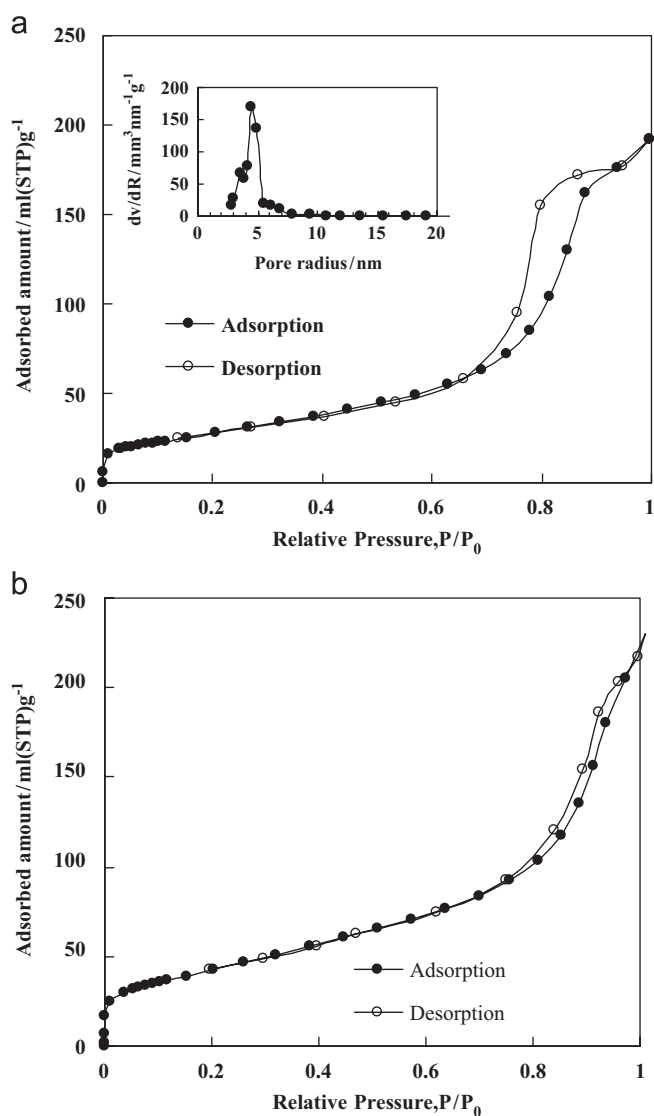 a
250
200
150
100
50
0
Adsorbed amount/ml(STP)g⁻¹
200
150
100
50
0
dv/dR/mm³nm⁻¹g⁻¹
0 5 10 15 20
Pore radius/nm
Adsorption
Desorption
0 0.2 0.4 0.6 0.8 1
Relative Pressure,P/P₀
b
250
200
150
100
50
0
Adsorbed amount/ml(STP)g⁻¹
Adsorption
Desorption
0 0.2 0.4 0.6 0.8 1
Relative Pressure,P/P₀